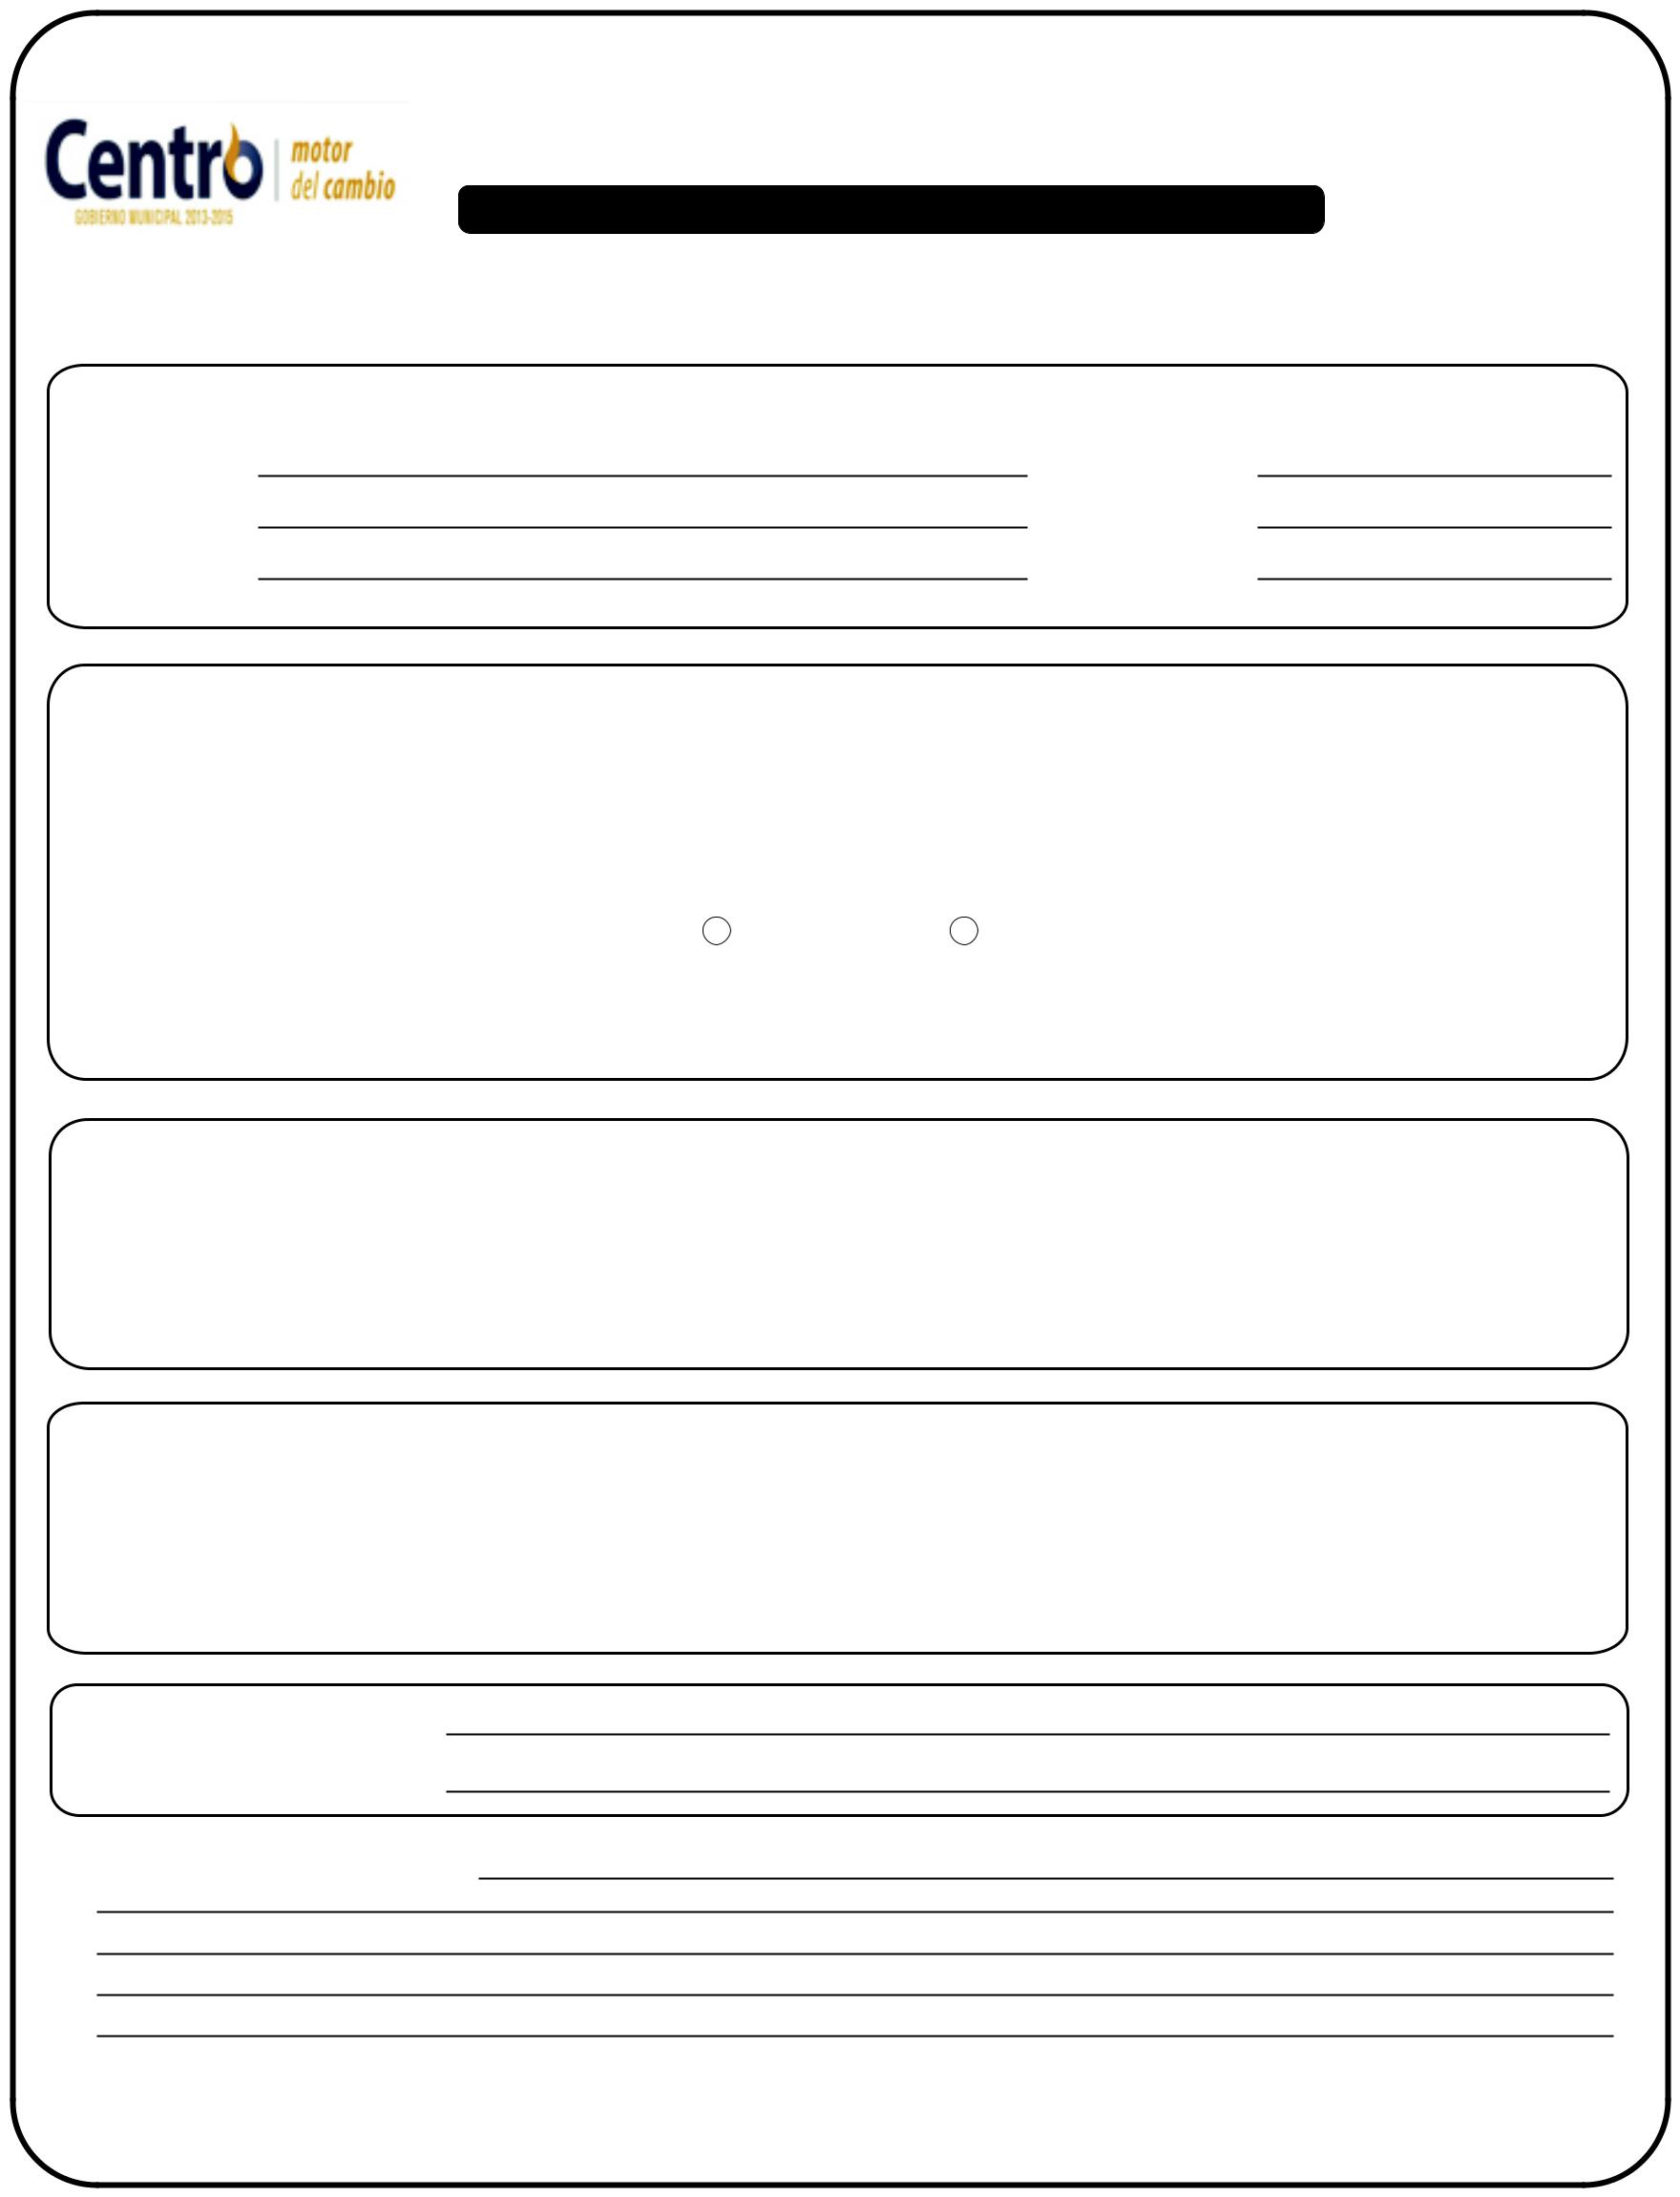 Centro
motor
del cambio
GOBIERNO MUNICIPAL 2013-2015